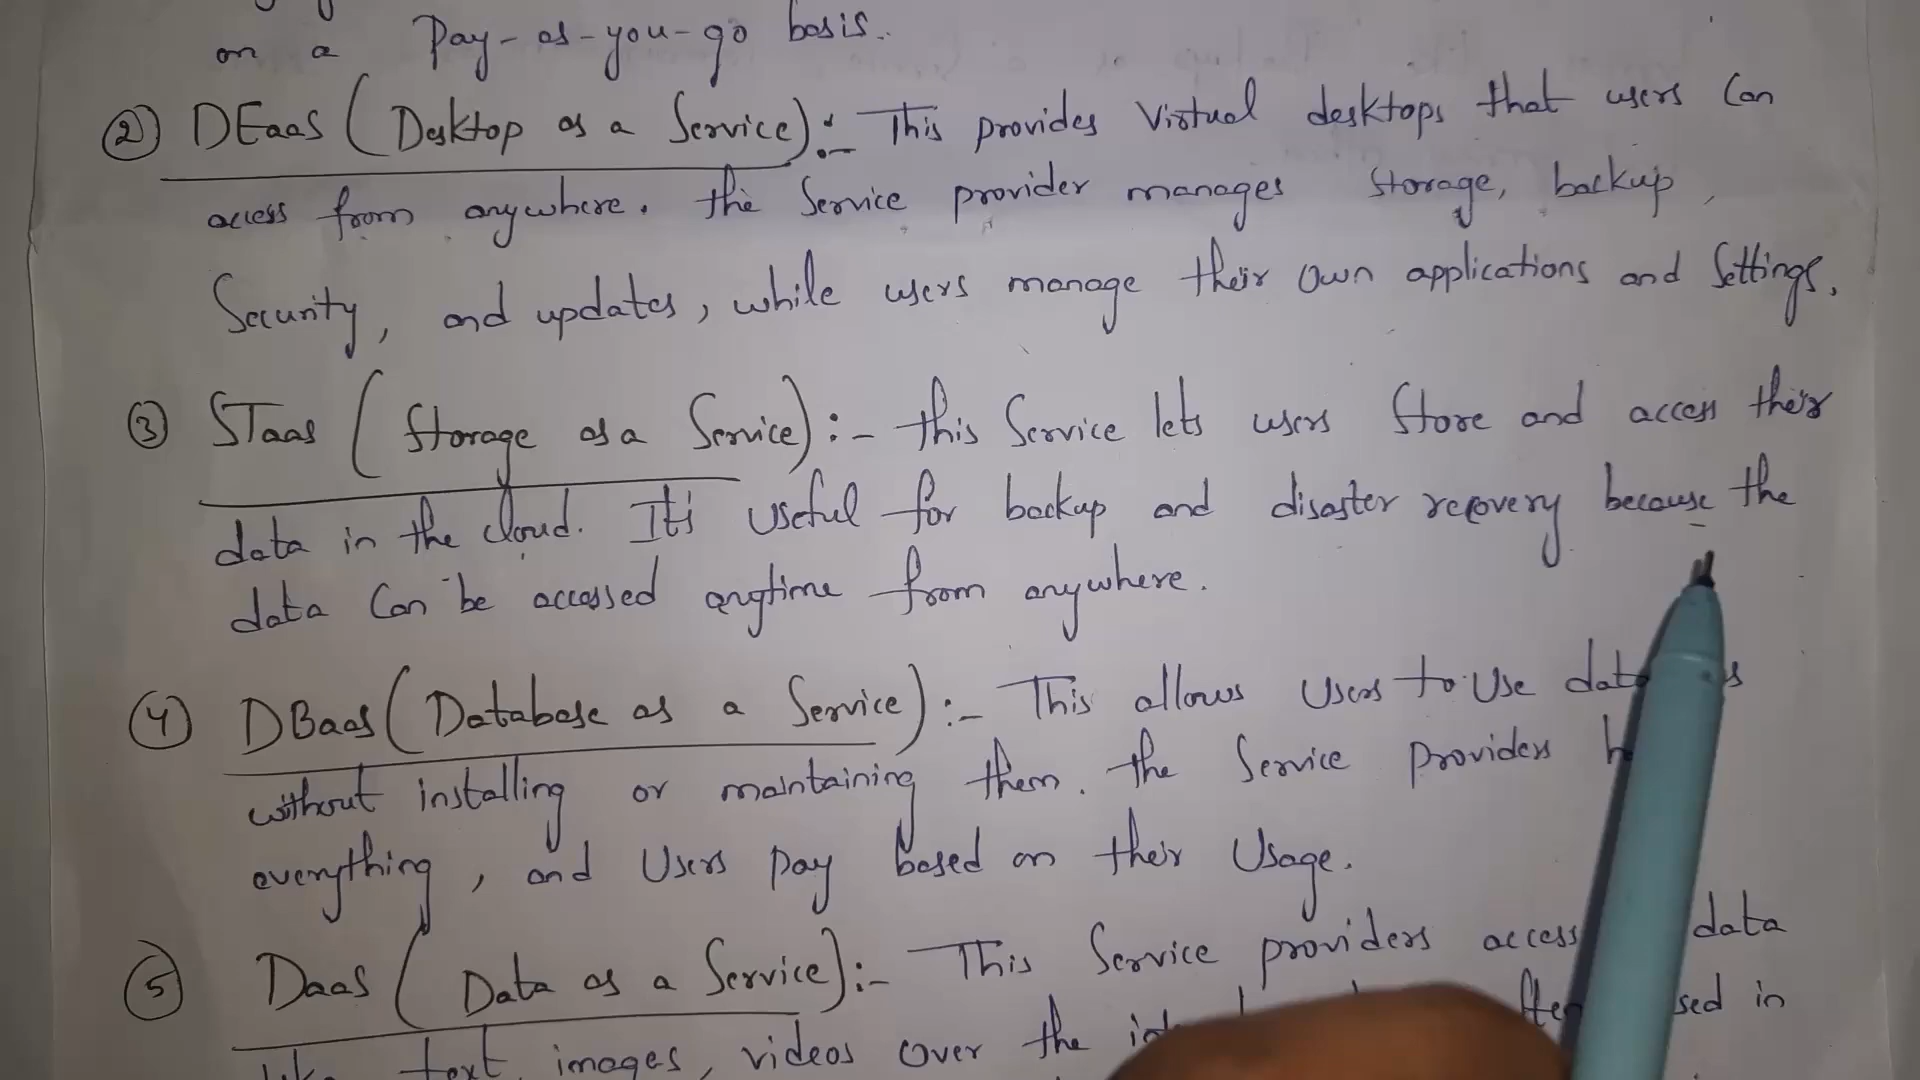 on a Pay-as-you-go basis.
② DEaas (Desktop as a Service):- This provides Virtual desktops that users Can
access from anywhere. the Service provider manages storage, backup,
Security, and updates, while users manage their own applications and Settings.
③ STaas (Storage as a Service):- this Service lets users Store and access their
data in the cloud. It's useful for backup and disaster recovery because the
data Can be accessed anytime from anywhere.
④ DBaas (Database as a Service):- This allows Users to Use
without installing or maintaining them. the Service Providers
everything, and Users pay based on their Usage.
⑤ Daas (Data as a Service):- This Service providers access data
text, images, videos over the in